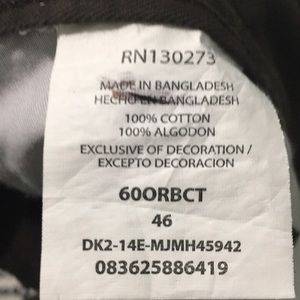 RN130273
MADE IN BANGLADESH
HECHO EN BANGLADESH
100% COTTON
100% ALGODON
EXCLUSIVE OF DECORATION /
EXCEPTO DECORACION
60ORBCT
46
DK2-14E-MJMH45942
083625886419